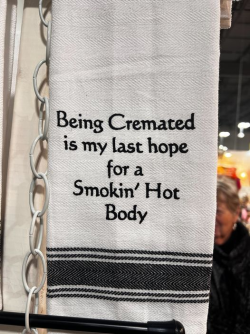 Being Cremated
is my last hope
for a
Smokin' Hot
Body